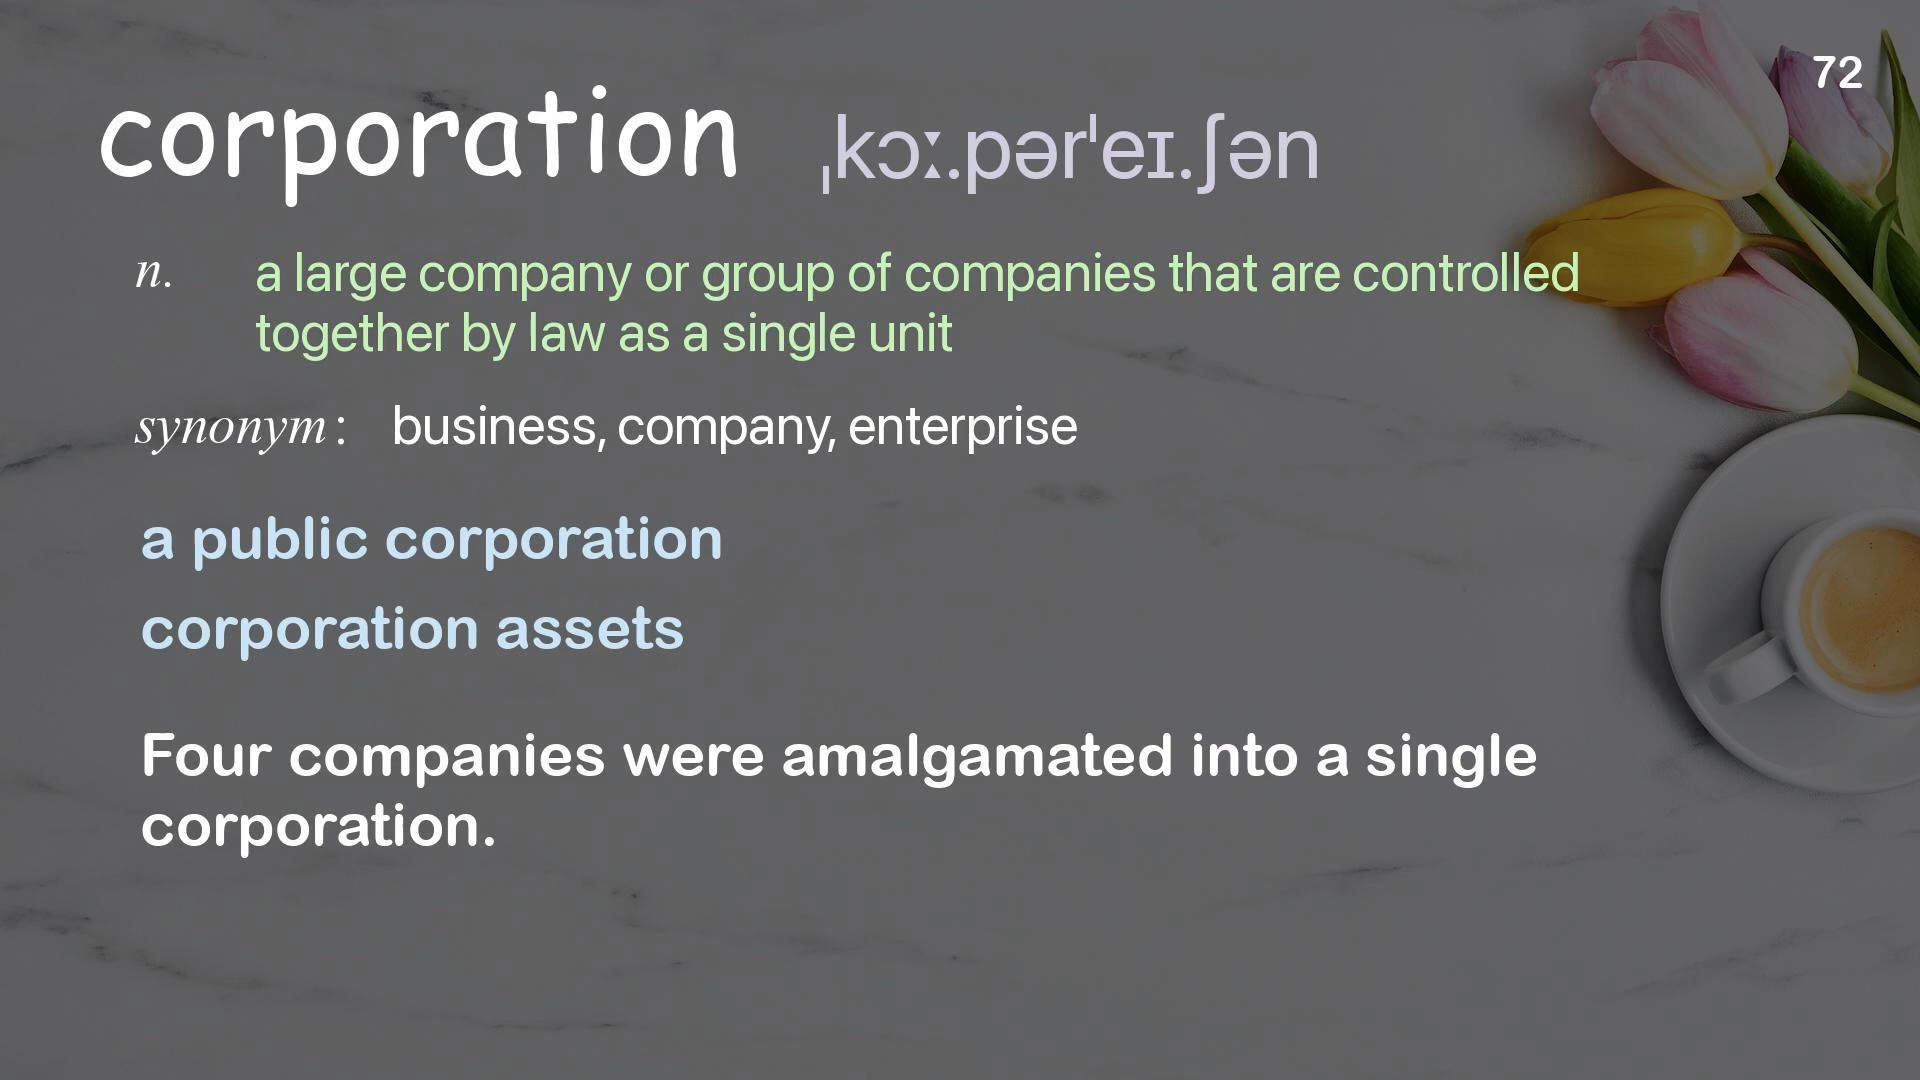 72
corporation ˌkɔː.pərˈeɪ.ʃən
n. a large company or group of companies that are controlled
together by law as a single unit
synonym: business, company, enterprise
a public corporation
corporation assets
Four companies were amalgamated into a single
corporation.